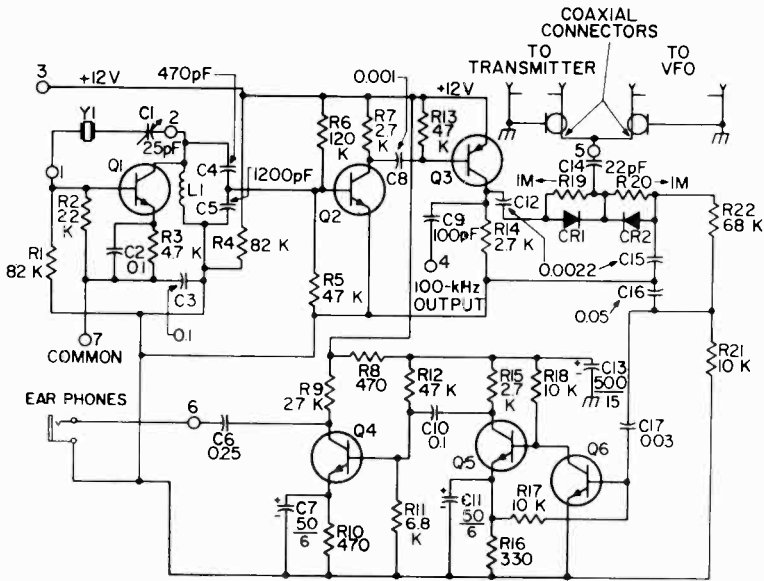 COAXIAL
CONNECTORS
TO
TRANSMITTER
TO
VFO
3
+12V
470pF
0.001
+12V
Y1
C1
2
25pF
R6
120
K
R7
2.7
K
R13
47
K
5
C14
22pF
1
Q1
C4
C8
Q3
1M
R19
R20
1M
L1
1200pF
C5
Q2
C12
R22
68 K
R2
22
K
C9
100pF
R14
2.7 K
CR1
CR2
R1
82 K
C2
0.1
R3
4.7 K
R4
82 K
4
0.0022
C15
C3
R5
47 K
100-kHz
OUTPUT
C16
0.1
0.05
7
COMMON
R21
10 K
R8
470
EAR PHONES
6
R9
27 K
R12
47 K
R15
2.7
K
R18
10 K
C13
500
15
C6
0.25
Q4
C10
0.1
Q5
Q6
C17
.003
C7
50
6
R10
470
R11
6.8
K
C11
50
6
R17
10 K
R16
330